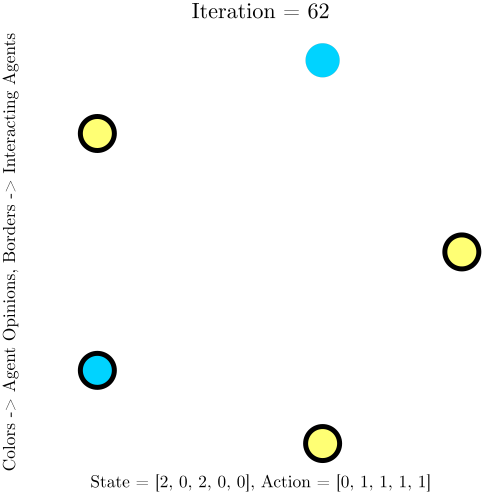 Iteration = 62
Colors -> Agent Opinions, Borders -> Interacting Agents
State = [2, 0, 2, 0, 0], Action = [0, 1, 1, 1, 1]